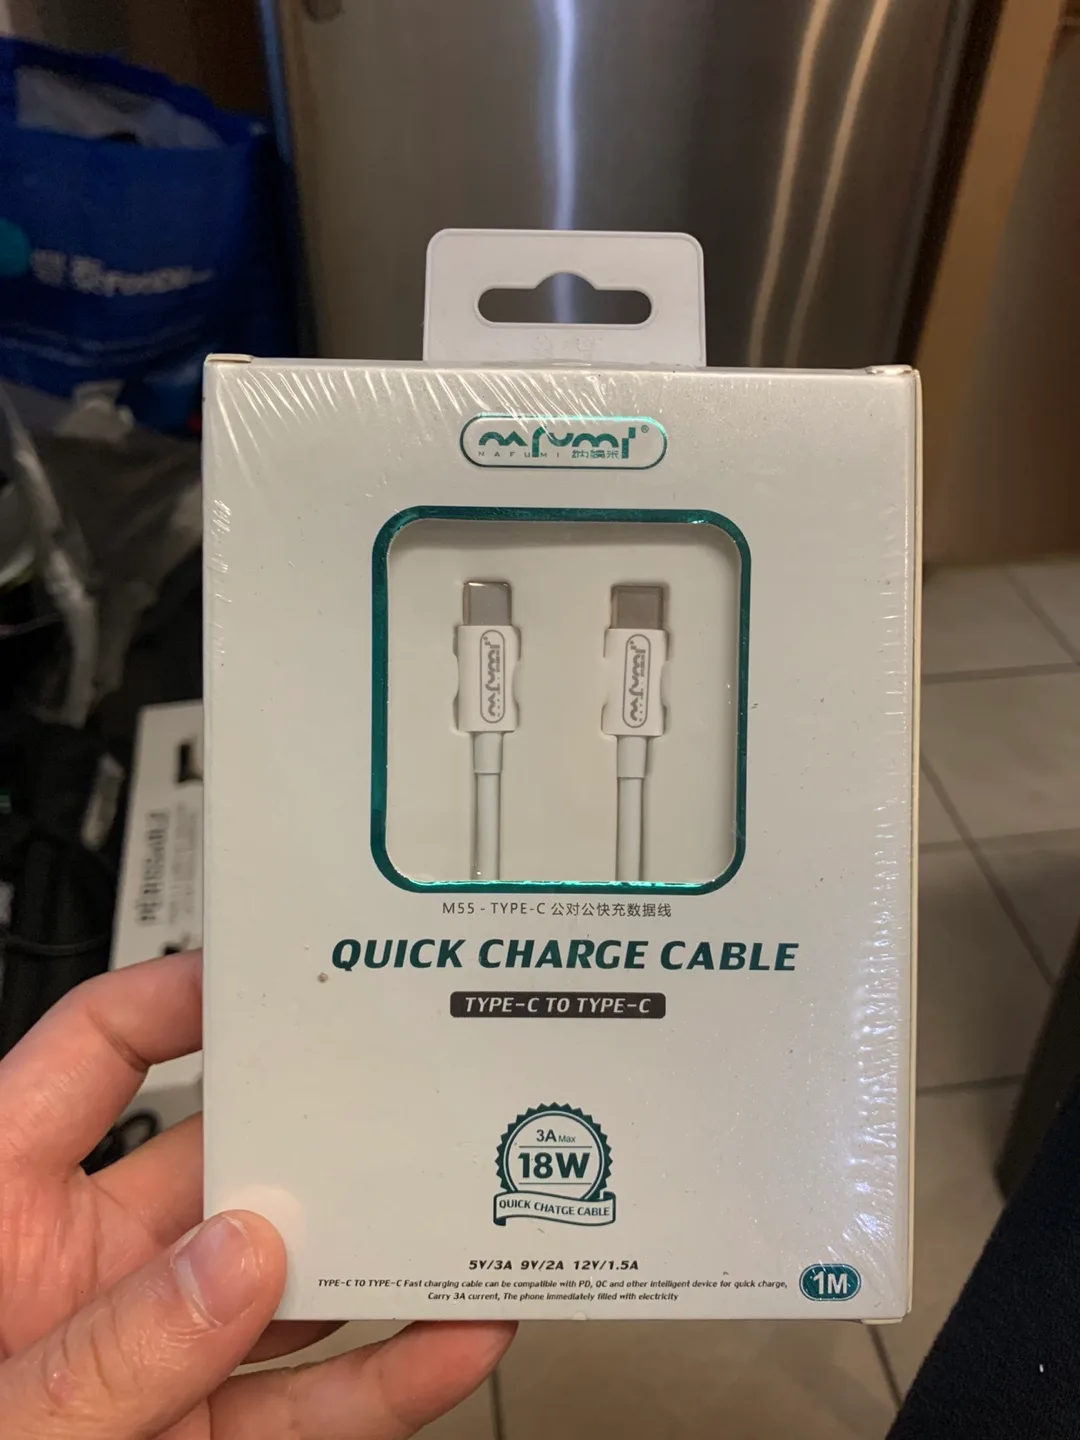 NAFUMI 纳福米
M55 - TYPE-C 公对公快充数据线
QUICK CHARGE CABLE
TYPE-C TO TYPE-C
3A Max
18W
QUICK CHATGE CABLE
5V/3A 9V/2A 12V/1.5A
TYPE-C TO TYPE-C Fast charging cable can be compatible with PD, QC and other intelligent device for quick charge,
Carry 3A current, The phone immediately filled with electricity
1M